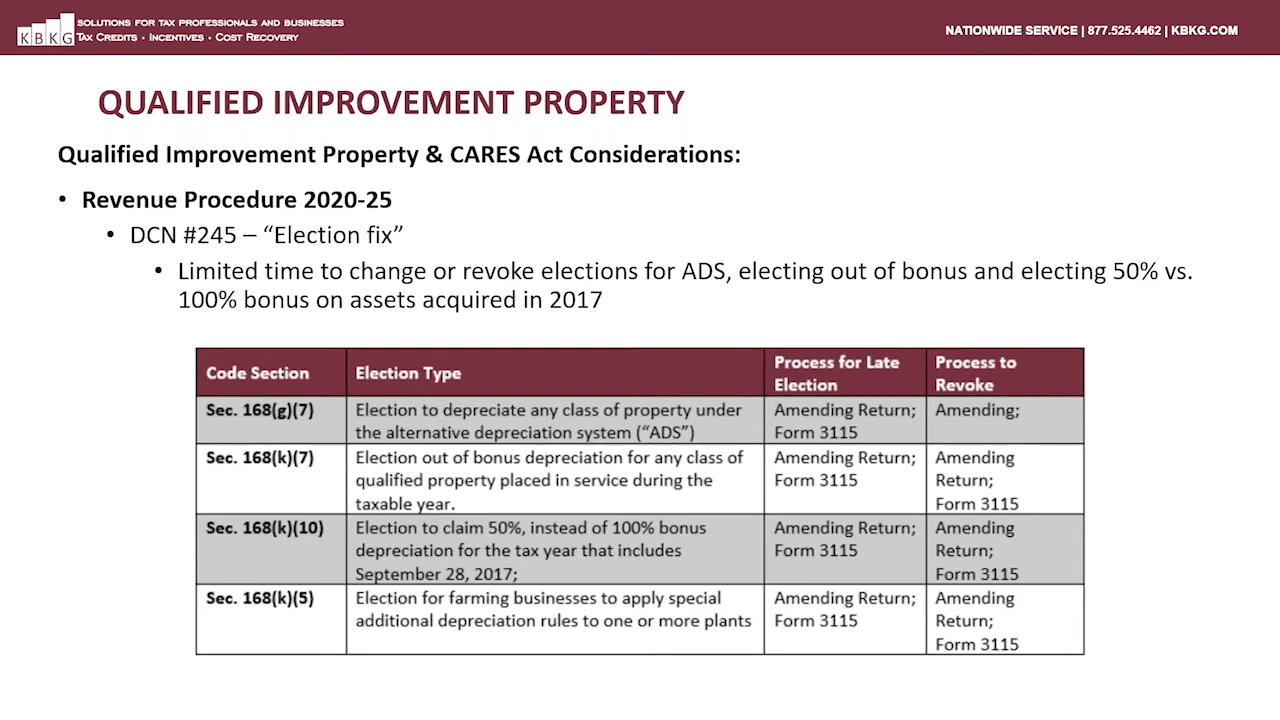 KBKG
SOLUTIONS FOR TAX PROFESSIONALS AND BUSINESSES
TAX CREDITS · INCENTIVES · COST RECOVERY
NATIONWIDE SERVICE | 877.525.4462 | KBKG.COM
QUALIFIED IMPROVEMENT PROPERTY
Qualified Improvement Property & CARES Act Considerations:
• Revenue Procedure 2020-25
• DCN #245 – “Election fix”
• Limited time to change or revoke elections for ADS, electing out of bonus and electing 50% vs.
100% bonus on assets acquired in 2017
Code Section
Election Type
Process for Late
Election
Process to
Revoke
Sec. 168(g)(7)
Election to depreciate any class of property under
the alternative depreciation system (“ADS”)
Amending Return;
Form 3115
Amending;
Sec. 168(k)(7)
Election out of bonus depreciation for any class of
qualified property placed in service during the
taxable year.
Amending Return;
Form 3115
Amending
Return;
Form 3115
Sec. 168(k)(10)
Election to claim 50%, instead of 100% bonus
depreciation for the tax year that includes
September 28, 2017;
Amending Return;
Form 3115
Amending
Return;
Form 3115
Sec. 168(k)(5)
Election for farming businesses to apply special
additional depreciation rules to one or more plants
Amending Return;
Form 3115
Amending
Return;
Form 3115